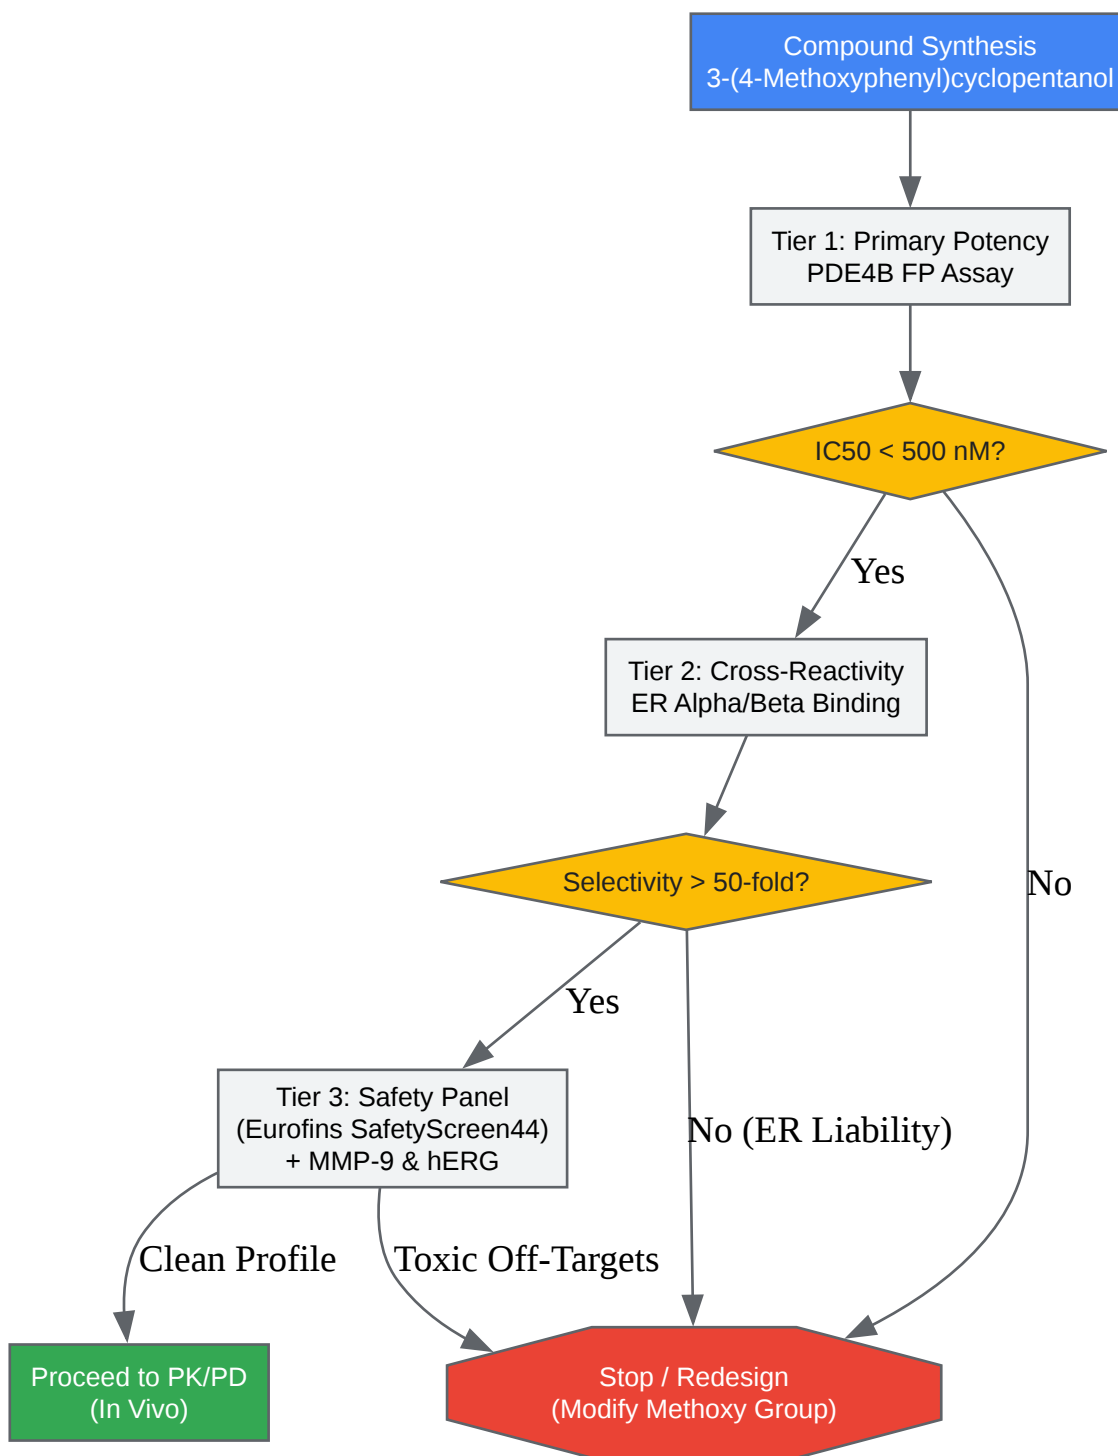 Compound Synthesis
3-(4-Methoxyphenyl)cyclopentanol
Tier 1: Primary Potency
PDE4B FP Assay
IC50 < 500 nM?
Yes
Tier 2: Cross-Reactivity
ER Alpha/Beta Binding
Selectivity > 50-fold?
No
Yes
Tier 3: Safety Panel
(Eurofins SafetyScreen44)
+ MMP-9 & hERG
No (ER Liability)
Clean Profile
Toxic Off-Targets
Proceed to PK/PD
(In Vivo)
Stop / Redesign
(Modify Methoxy Group)